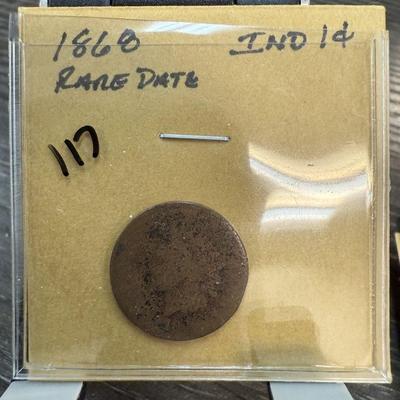 1868 IND 1¢
RARE DATE
117